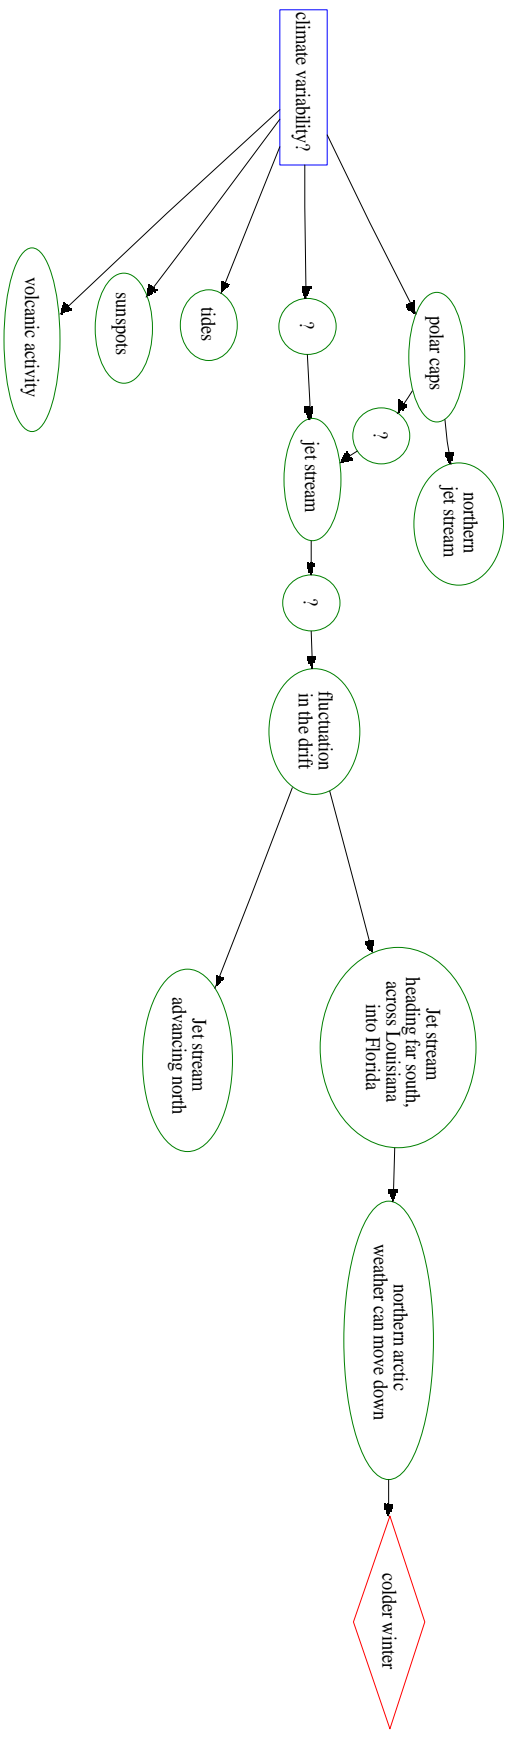 climate variability?
polar caps
?
tides
sunspots
volcanic activity
northern
jet stream
?
jet stream
?
fluctuation
in the drift
Jet stream
heading far south,
across Louisiana
into Florida
Jet stream
advancing north
northern arctic
weather can move down
colder winter